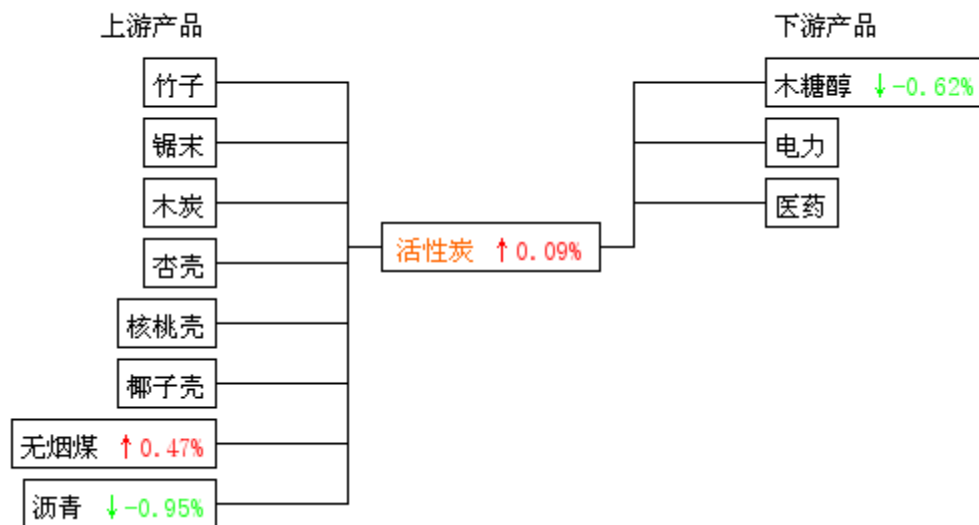 上游产品
下游产品
竹子
锯末
木炭
杏壳
核桃壳
椰子壳
无烟煤 ↑0.47%
沥青 ↓-0.95%
活性炭 ↑0.09%
木糖醇 ↓-0.62%
电力
医药